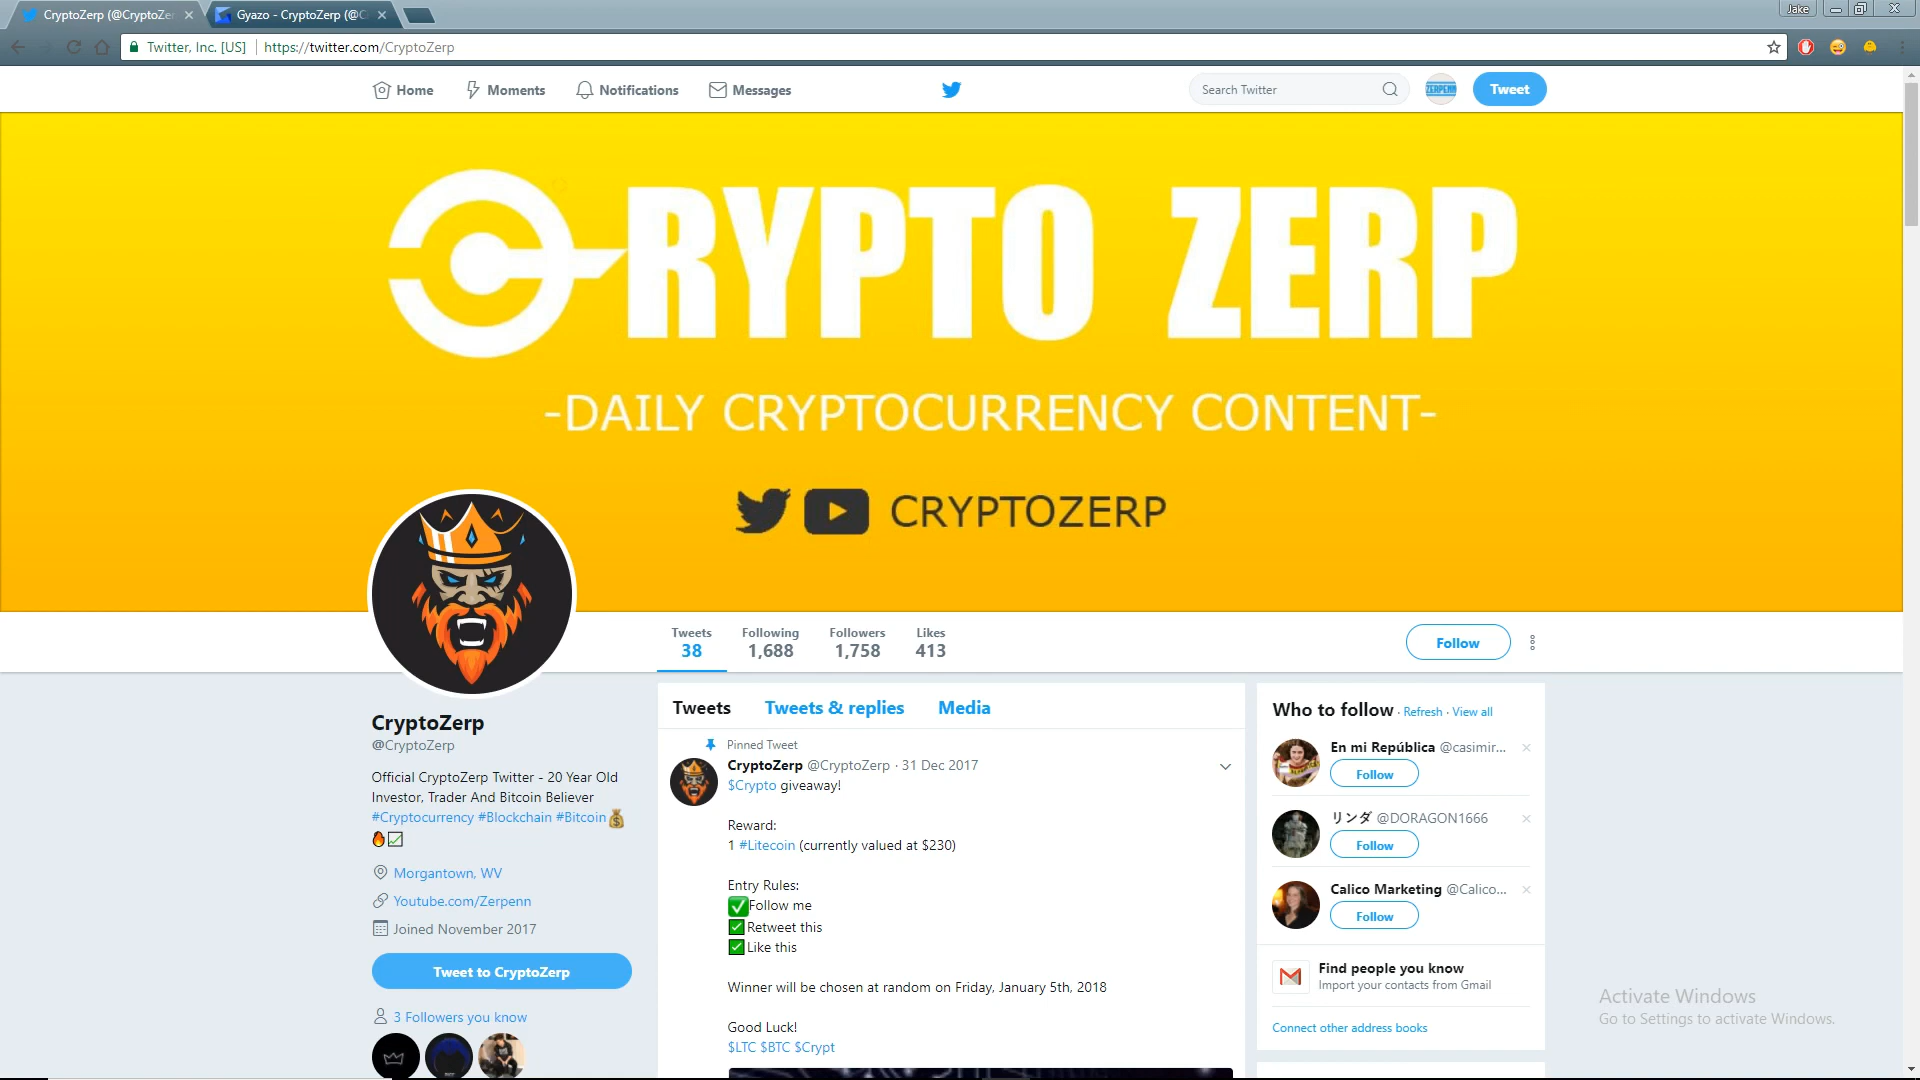 CryptoZerp (@CryptoZer
Gyazo - CryptoZerp (@C
Jake
Twitter, Inc. [US]
https://twitter.com/CryptoZerp
Home
Moments
Notifications
Messages
Search Twitter
ZERPENN
Tweet
CRYPTO ZERP
-DAILY CRYPTOCURRENCY CONTENT-
CRYPTOZERP
Tweets
Following
Followers
Likes
38
1,688
1,758
413
Follow
CryptoZerp
@CryptoZerp
Official CryptoZerp Twitter - 20 Year Old
Investor, Trader And Bitcoin Believer
#Cryptocurrency #Blockchain #Bitcoin
Morgantown, WV
Youtube.com/Zerpenn
Joined November 2017
Tweet to CryptoZerp
3 Followers you know
Tweets
Tweets & replies
Media
Pinned Tweet
CryptoZerp @CryptoZerp · 31 Dec 2017
$Crypto giveaway!
Reward:
1 #Litecoin (currently valued at $230)
Entry Rules:
✅Follow me
✅Retweet this
✅Like this
Winner will be chosen at random on Friday, January 5th, 2018
Good Luck!
$LTC $BTC $Crypt
Who to follow · Refresh · View all
En mi República @casimir...
Follow
リンダ @DORAGON1666
Follow
Calico Marketing @Calico...
Follow
Find people you know
Import your contacts from Gmail
Connect other address books
Activate Windows
Go to Settings to activate Windows.